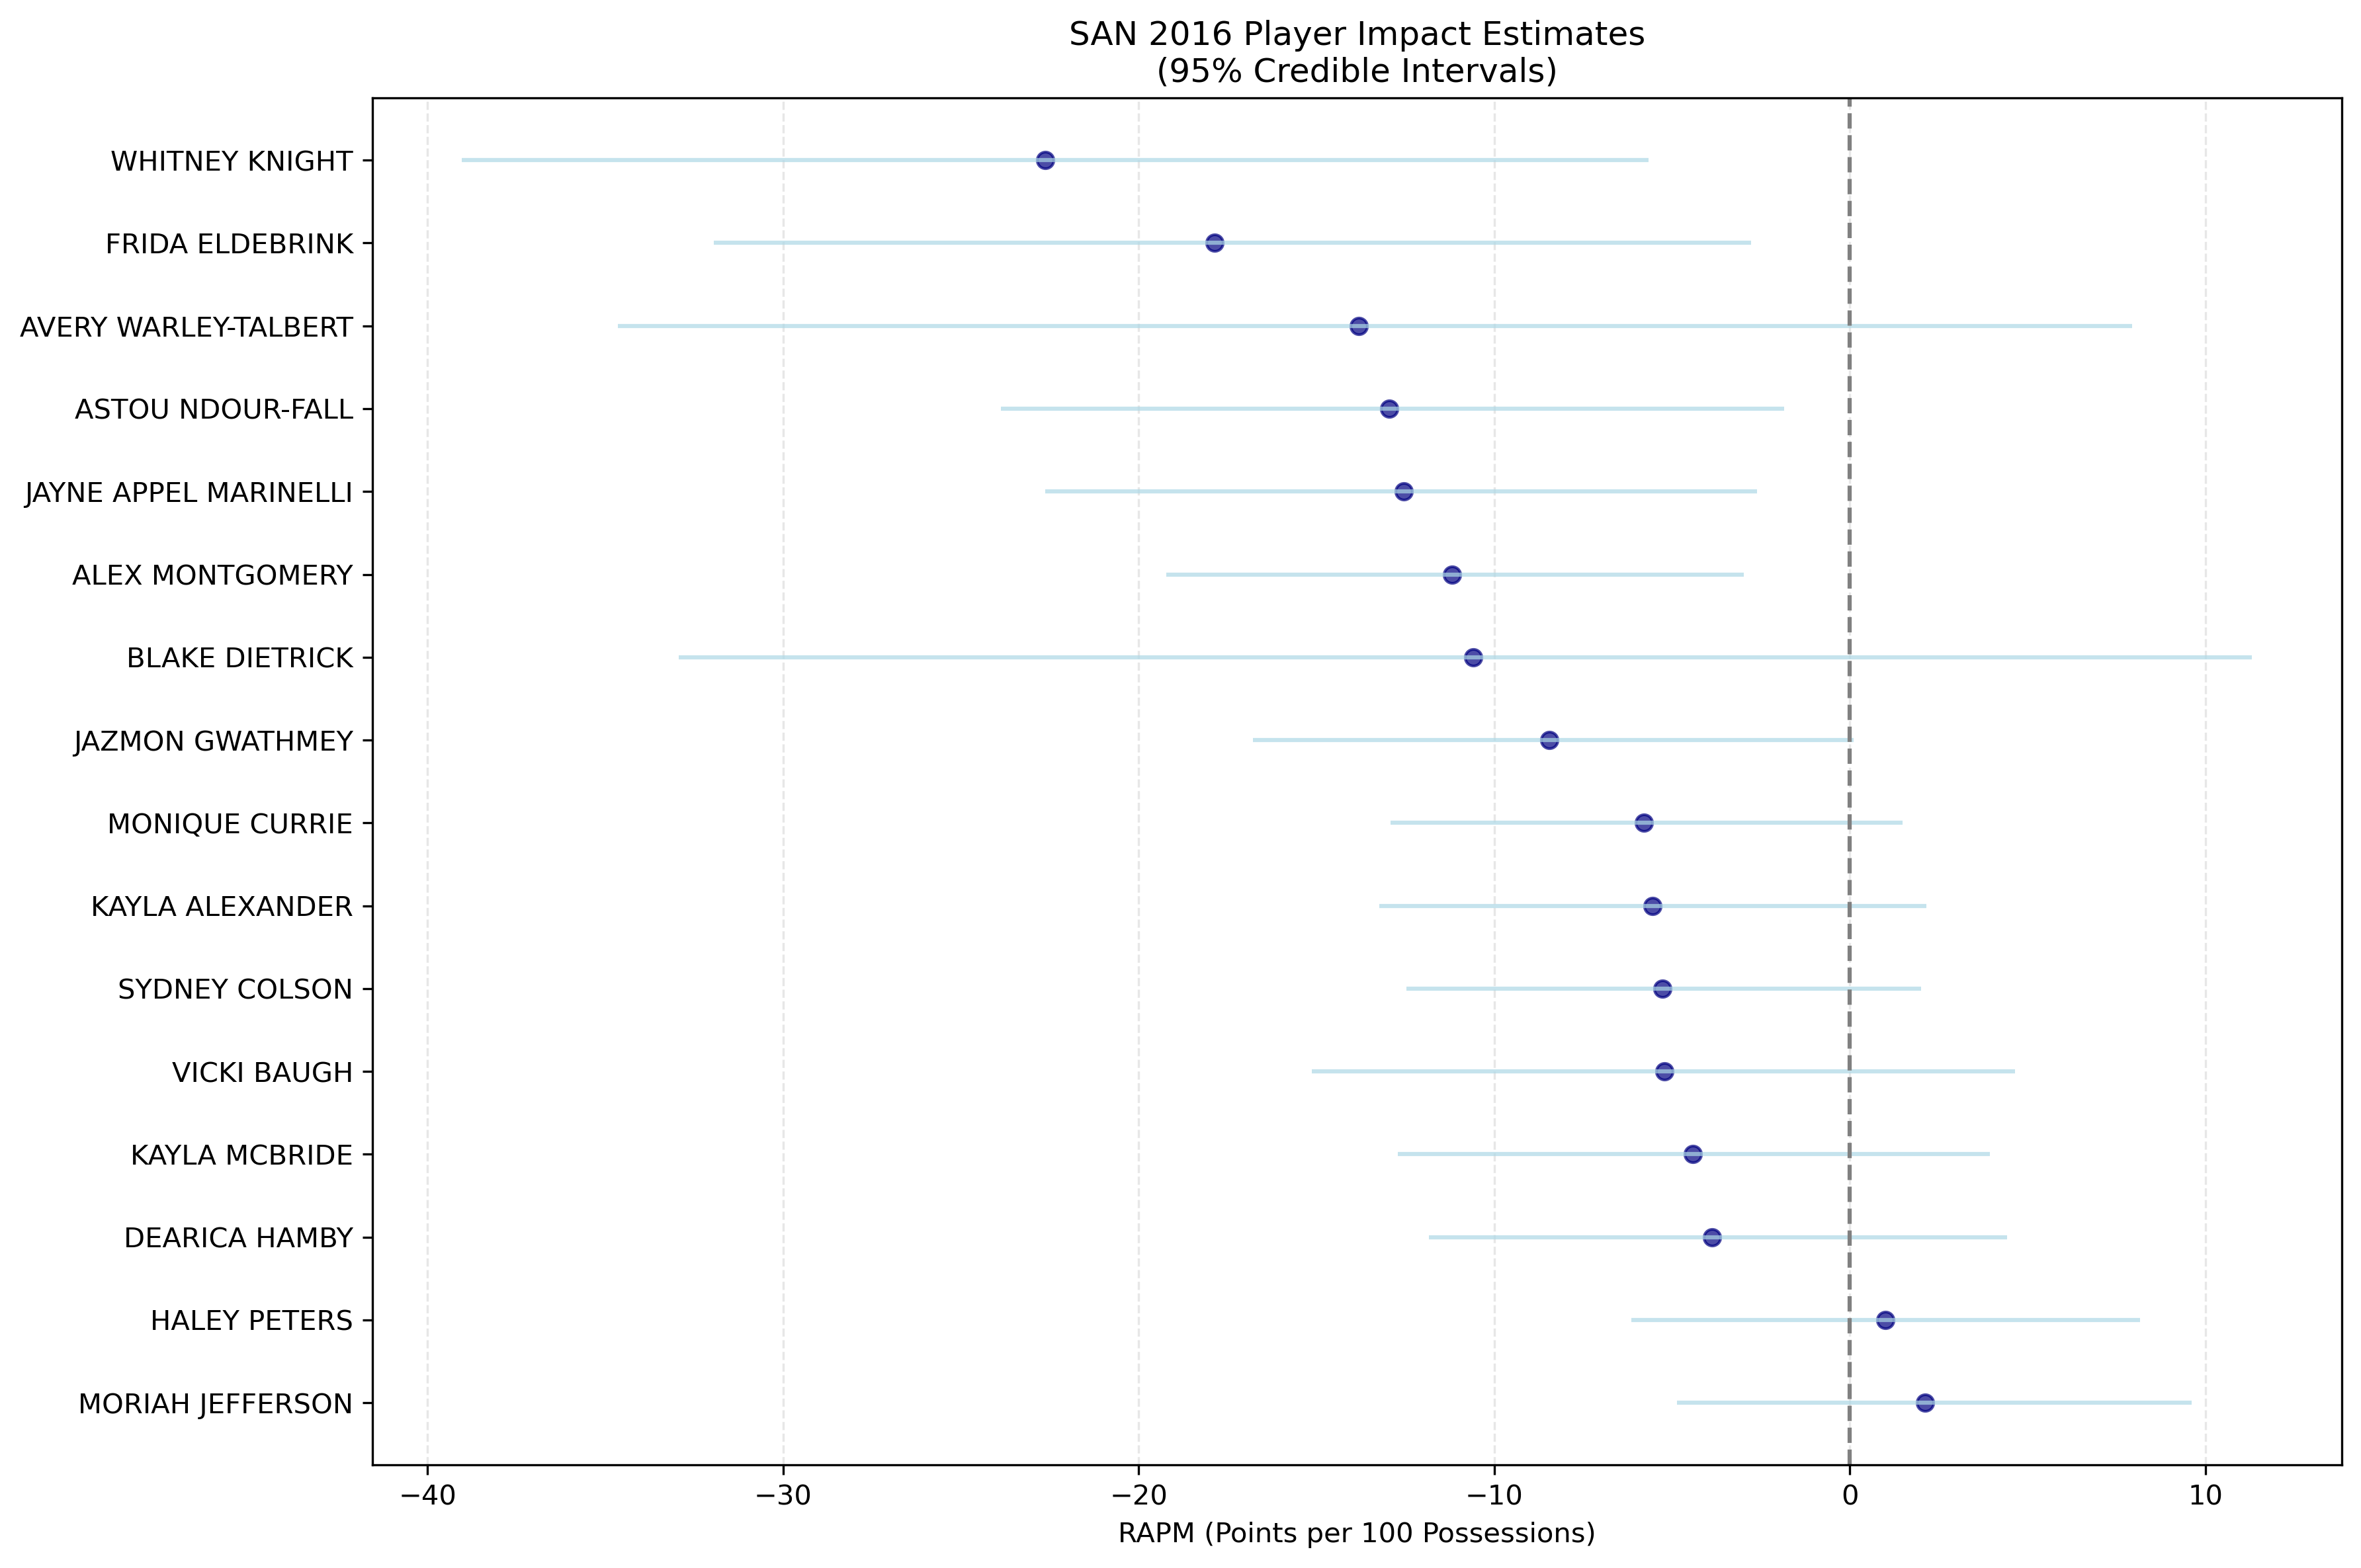 SAN 2016 Player Impact Estimates
(95% Credible Intervals)
WHITNEY KNIGHT
FRIDA ELDEBRINK
AVERY WARLEY-TALBERT
ASTOU NDOUR-FALL
JAYNE APPEL MARINELLI
ALEX MONTGOMERY
BLAKE DIETRICK
JAZMON GWATHMEY
MONIQUE CURRIE
KAYLA ALEXANDER
SYDNEY COLSON
VICKI BAUGH
KAYLA MCBRIDE
DEARICA HAMBY
HALEY PETERS
MORIAH JEFFERSON
−40 −30 −20 −10 0 10
RAPM (Points per 100 Possessions)